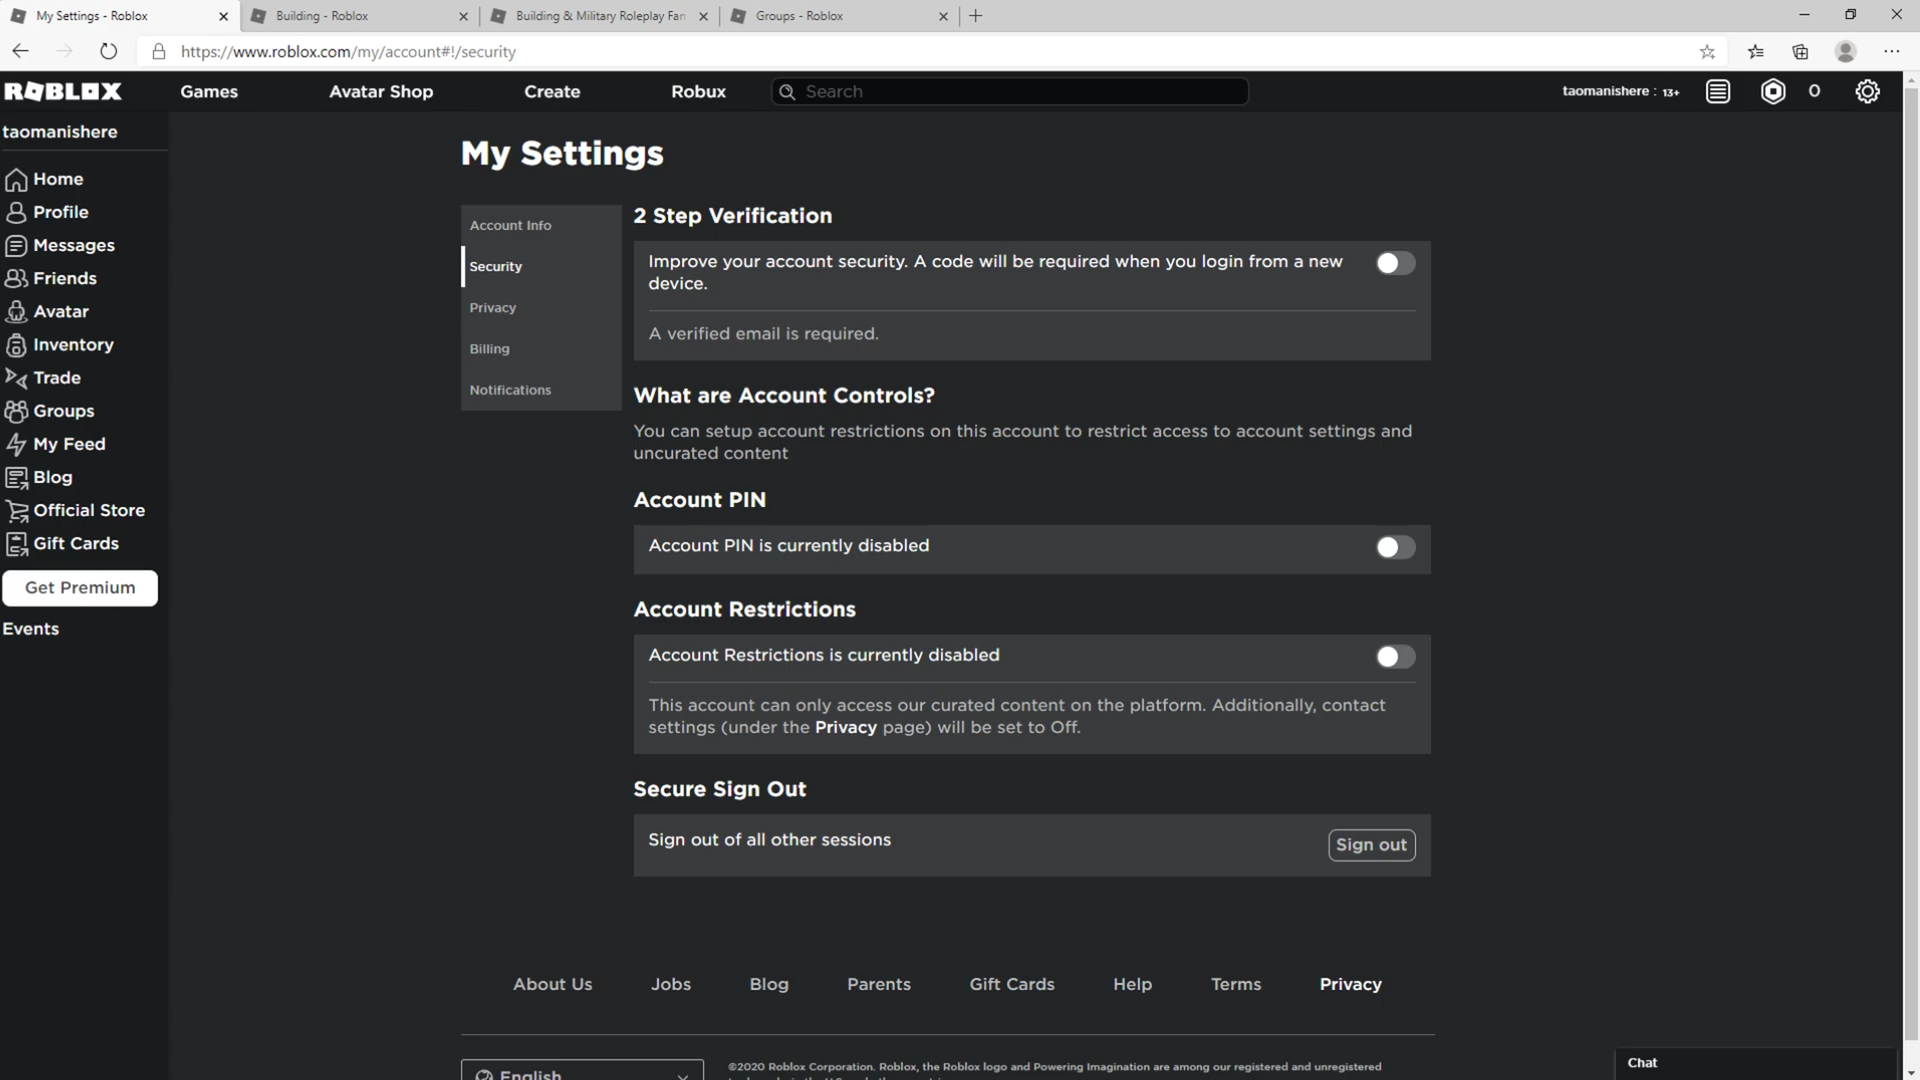 My Settings - Roblox
Building - Roblox
Building & Military Roleplay Fan
Groups - Roblox
https://www.roblox.com/my/account#!/security
ROBLOX
Games
Avatar Shop
Create
Robux
Search
taomanishere : 13+
0
taomanishere
Home
Profile
Messages
Friends
Avatar
Inventory
Trade
Groups
My Feed
Blog
Official Store
Gift Cards
Get Premium
Events
My Settings
Account Info
Security
Privacy
Billing
Notifications
2 Step Verification
Improve your account security. A code will be required when you login from a new
device.
A verified email is required.
What are Account Controls?
You can setup account restrictions on this account to restrict access to account settings and
uncurated content
Account PIN
Account PIN is currently disabled
Account Restrictions
Account Restrictions is currently disabled
This account can only access our curated content on the platform. Additionally, contact
settings (under the Privacy page) will be set to Off.
Secure Sign Out
Sign out of all other sessions
Sign out
About Us
Jobs
Blog
Parents
Gift Cards
Help
Terms
Privacy
English
©2020 Roblox Corporation. Roblox, the Roblox logo and Powering Imagination are among our registered and unregistered
Chat